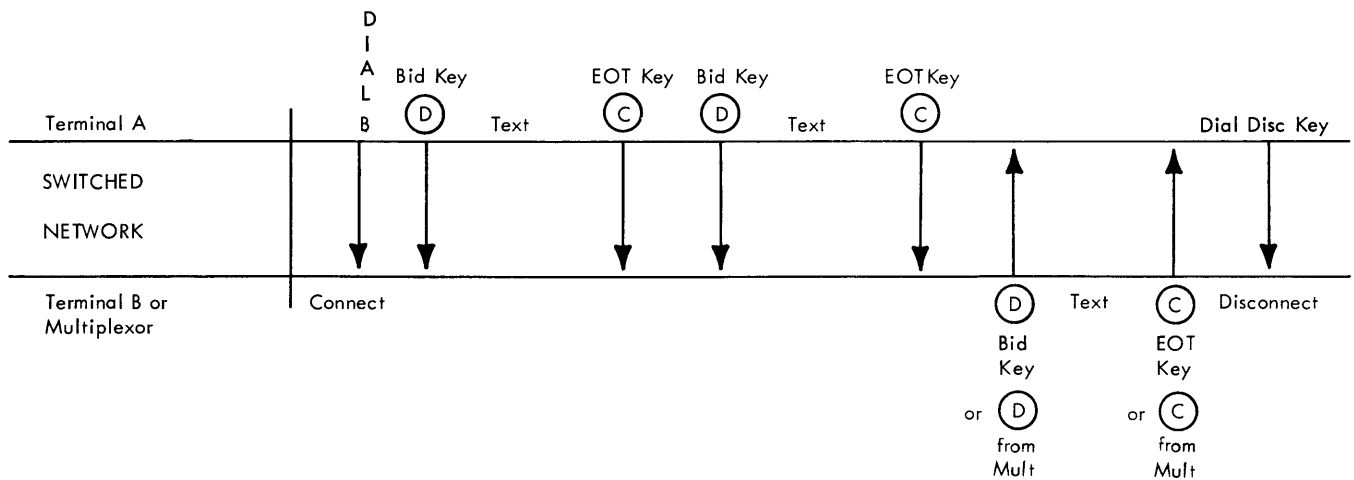 D
I
A
L
B
Bid Key
EOT Key
Bid Key
EOT Key
D
C
D
C
Terminal A
Text
Text
Dial Disc Key
SWITCHED
NETWORK
Terminal B or
Multiplexor
Connect
D
Text
C
Disconnect
Bid
Key
or D
from
Mult
EOT
Key
or C
from
Mult